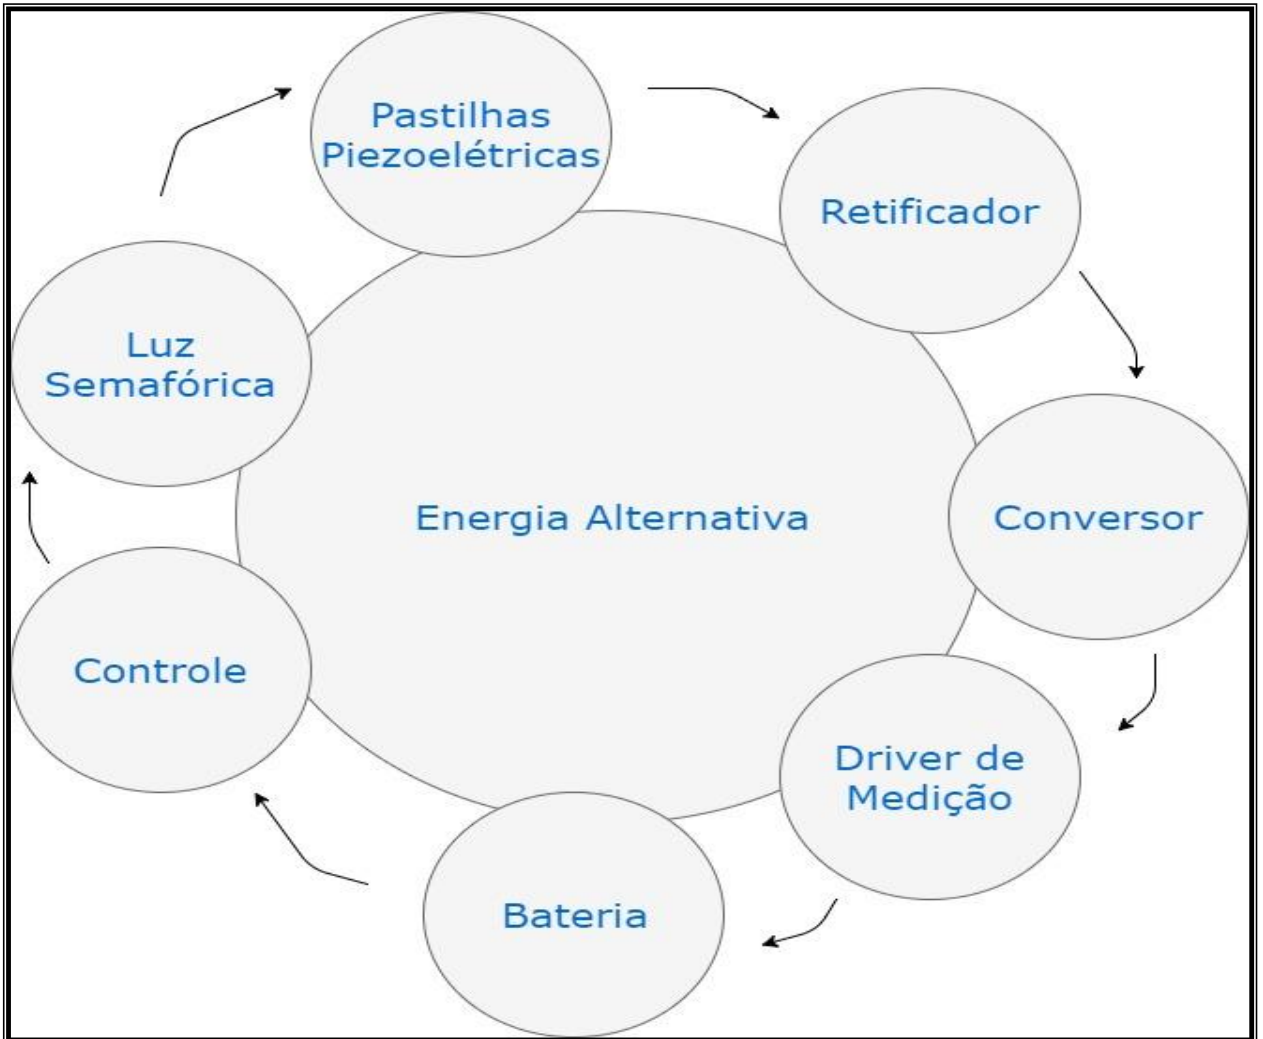 Pastilhas
Piezoelétricas
Retificador
Luz
Semafórica
Energia Alternativa
Conversor
Controle
Driver de
Medição
Bateria